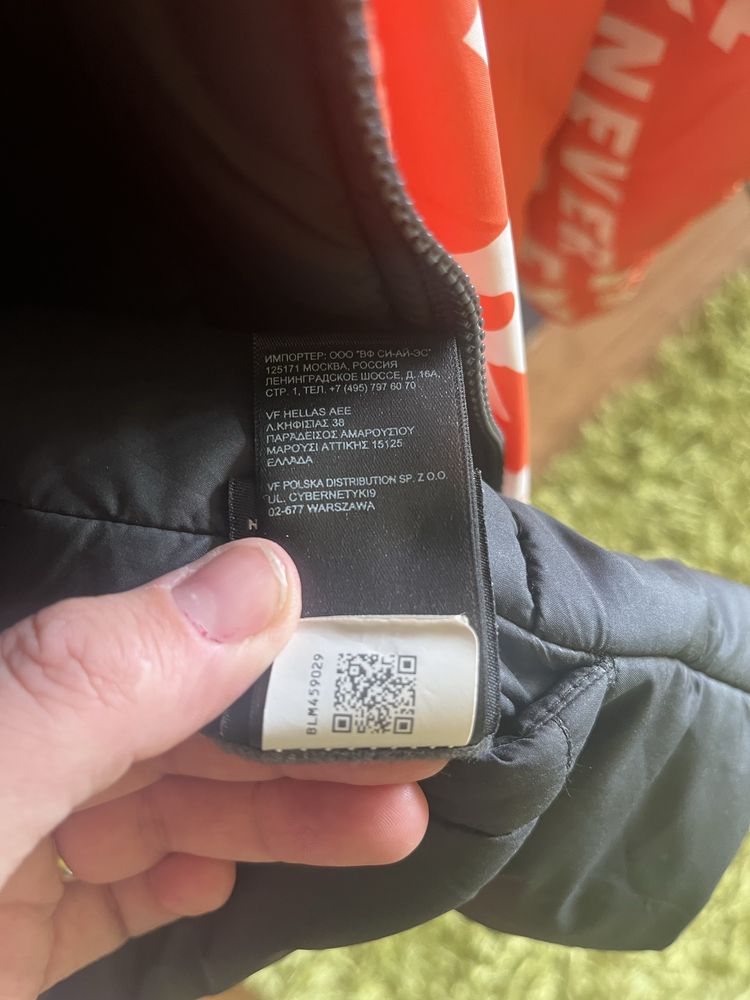 NEVER
ИМПОРТЕР: ООО "ВФ СИ-АЙ-ЭС"
125171 МОСКВА, РОССИЯ
ЛЕНИНГРАДСКОЕ ШОССЕ, Д. 16А,
СТР. 1, ТЕЛ. +7 (495) 797 60 70
VF HELLAS AEE
Λ.ΚΗΦΙΣΙΑΣ 38
ΠΑΡΑΔΕΙΣΟΣ ΑΜΑΡΟΥΣΙΟΥ
ΜΑΡΟΥΣΙ ΑΤΤΙΚΗΣ 15125
ΕΛΛΑΔΑ
VF POLSKA DISTRIBUTION SP. Z O.O.
UL. CYBERNETYKI9
02-677 WARSZAWA
BLM459029